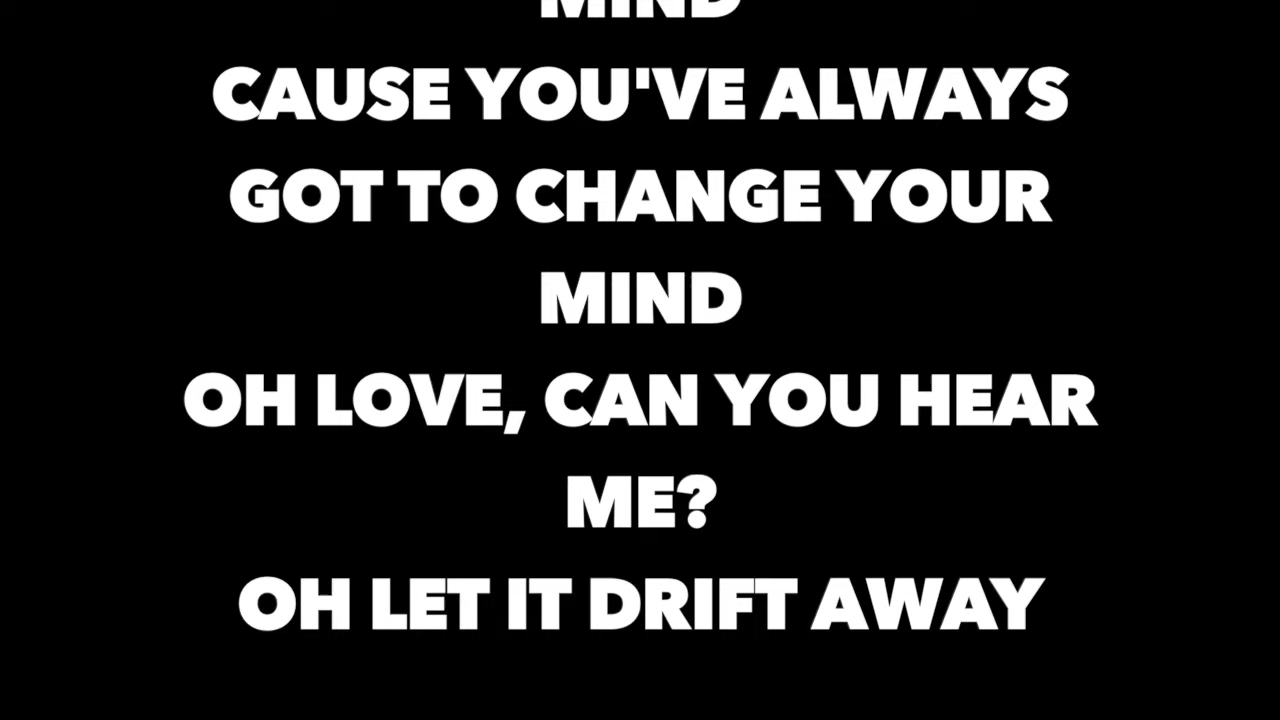 MIND
CAUSE YOU'VE ALWAYS
GOT TO CHANGE YOUR
MIND
OH LOVE, CAN YOU HEAR
ME?
OH LET IT DRIFT AWAY